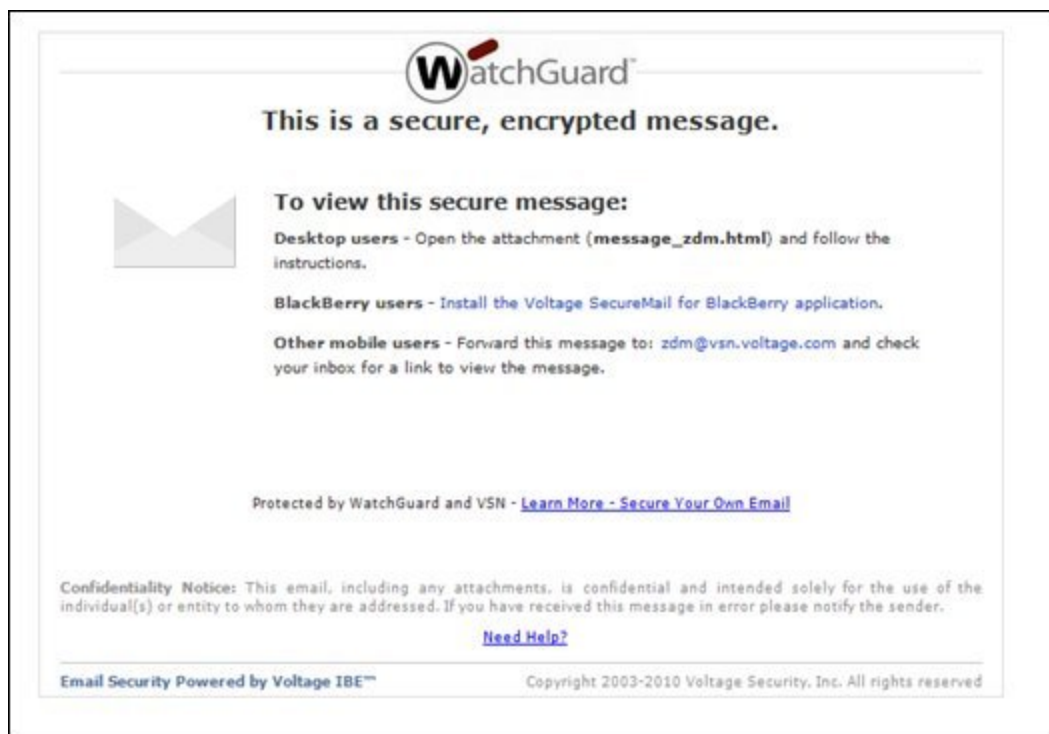 WatchGuard™
This is a secure, encrypted message.
To view this secure message:
Desktop users - Open the attachment (message_zdm.html) and follow the
instructions.
BlackBerry users - Install the Voltage SecureMail for BlackBerry application.
Other mobile users - Forward this message to: zdm@vsn.voltage.com and check
your inbox for a link to view the message.
Protected by WatchGuard and VSN - Learn More - Secure Your Own Email
Confidentiality Notice: This email, including any attachments, is confidential and intended solely for the use of the
individual(s) or entity to whom they are addressed. If you have received this message in error please notify the sender.
Need Help?
Email Security Powered by Voltage IBE™
Copyright 2003-2010 Voltage Security, Inc. All rights reserved